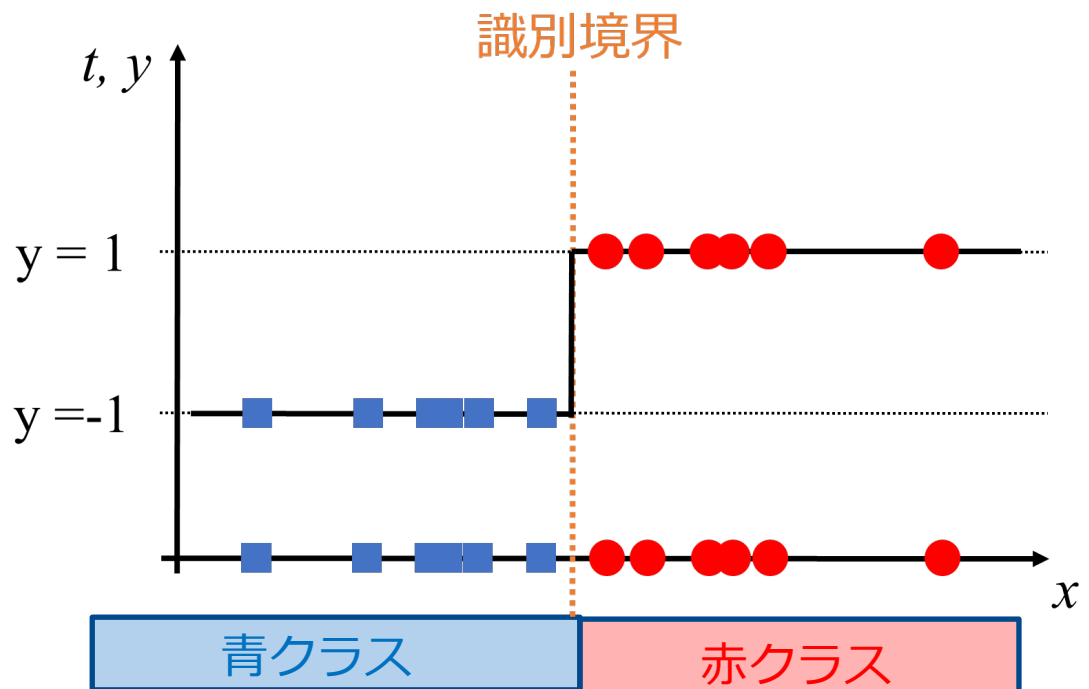 識別境界
t, y
y = 1
y =-1
x
青クラス
赤クラス